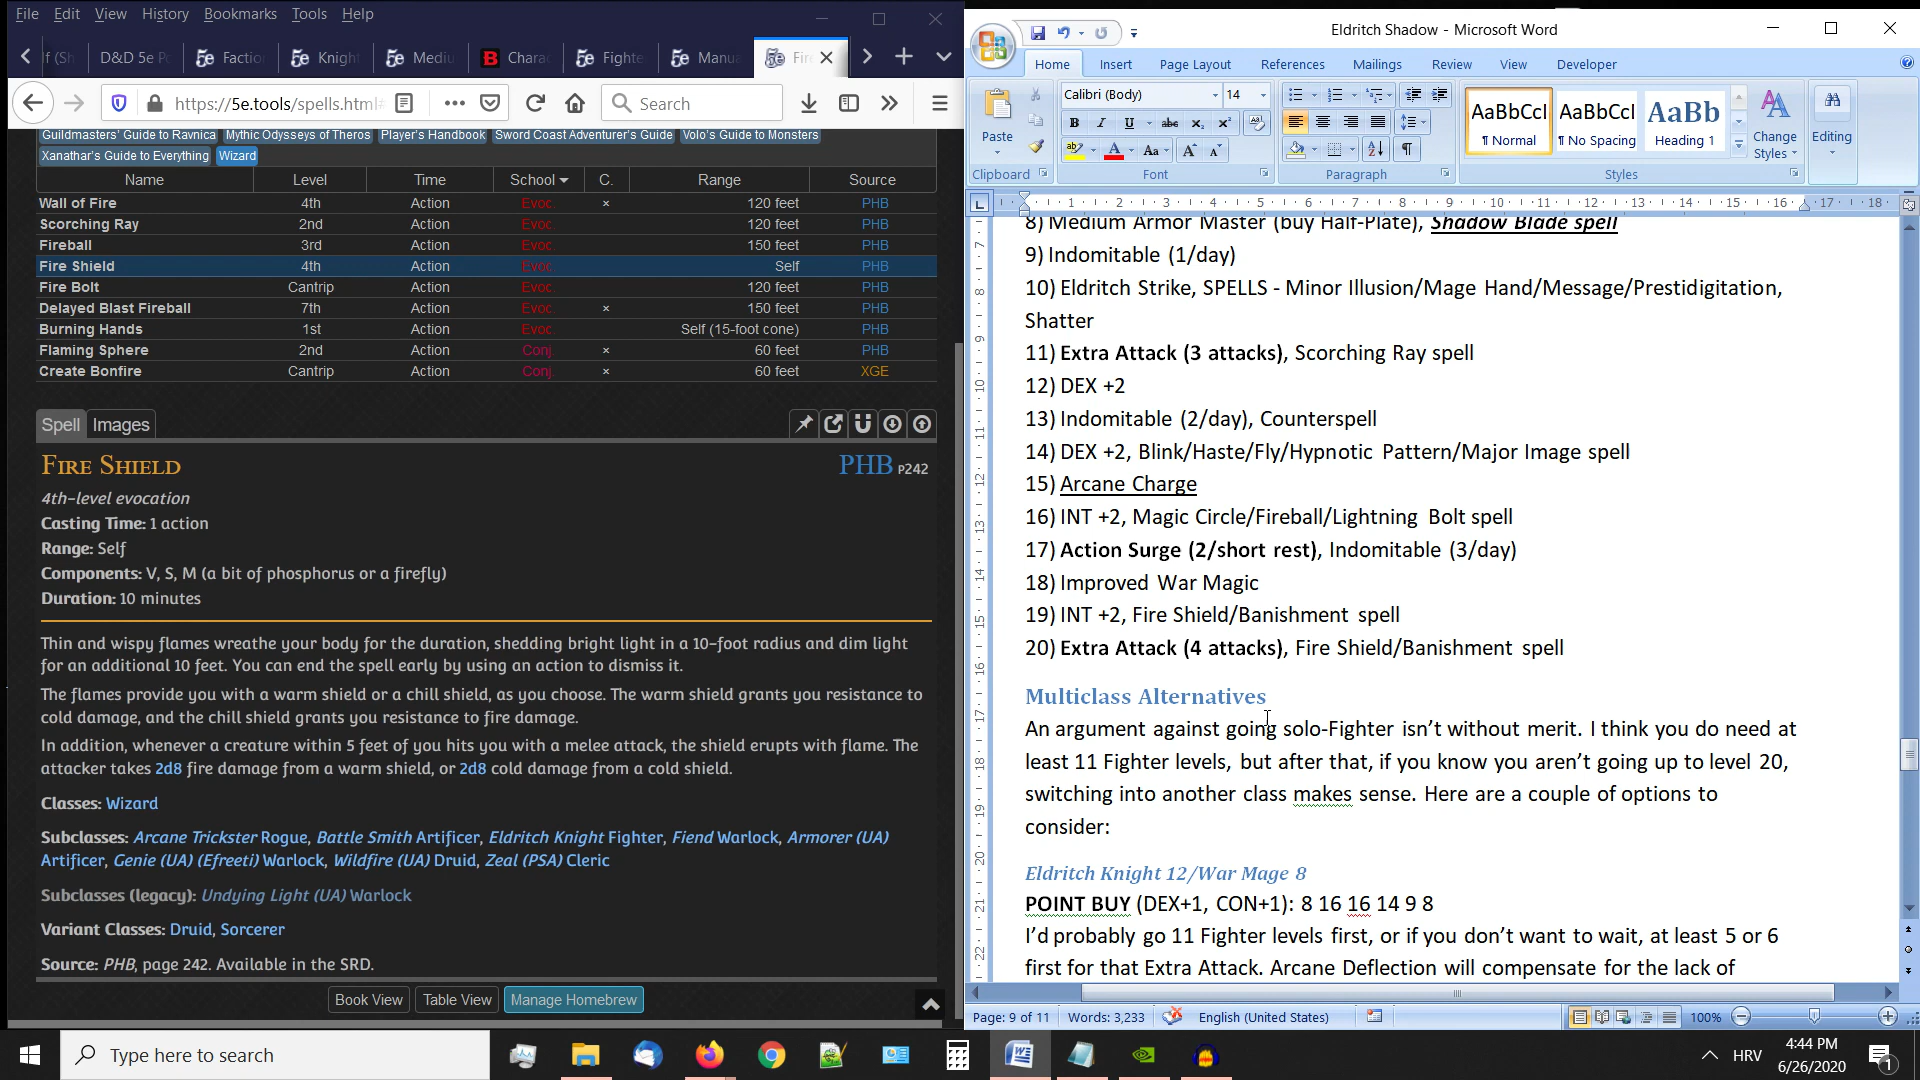 File Edit View History Bookmarks Tools Help
D&D 5e Po Factio Knigh Mediu Chara Fighte Manua Fir
https://5e.tools/spells.html# Search
Guildmasters' Guide to Ravnica Mythic Odysseys of Theros Player's Handbook Sword Coast Adventurer's Guide Volo's Guide to Monsters
Xanathar's Guide to Everything Wizard
Name Level Time School C. Range Source
Wall of Fire 4th Action Evoc. × 120 feet PHB
Scorching Ray 2nd Action Evoc. 120 feet PHB
Fireball 3rd Action Evoc. 150 feet PHB
Fire Shield 4th Action Evoc. Self PHB
Fire Bolt Cantrip Action Evoc. 120 feet PHB
Delayed Blast Fireball 7th Action Evoc. × 150 feet PHB
Burning Hands 1st Action Evoc. Self (15-foot cone) PHB
Flaming Sphere 2nd Action Conj. × 60 feet PHB
Create Bonfire Cantrip Action Conj. × 60 feet XGE
Spell Images
FIRE SHIELD PHB P242
4th-level evocation
Casting Time: 1 action
Range: Self
Components: V, S, M (a bit of phosphorus or a firefly)
Duration: 10 minutes
Thin and wispy flames wreathe your body for the duration, shedding bright light in a 10-foot radius and dim light
for an additional 10 feet. You can end the spell early by using an action to dismiss it.
The flames provide you with a warm shield or a chill shield, as you choose. The warm shield grants you resistance to
cold damage, and the chill shield grants you resistance to fire damage.
In addition, whenever a creature within 5 feet of you hits you with a melee attack, the shield erupts with flame. The
attacker takes 2d8 fire damage from a warm shield, or 2d8 cold damage from a cold shield.
Classes: Wizard
Subclasses: Arcane Trickster Rogue, Battle Smith Artificer, Eldritch Knight Fighter, Fiend Warlock, Armorer (UA)
Artificer, Genie (UA) (Efreeti) Warlock, Wildfire (UA) Druid, Zeal (PSA) Cleric
Subclasses (legacy): Undying Light (UA) Warlock
Variant Classes: Druid, Sorcerer
Source: PHB, page 242. Available in the SRD.
Book View Table View Manage Homebrew
Eldritch Shadow - Microsoft Word
Home Insert Page Layout References Mailings Review View Developer
Calibri (Body) 14
Paste
AaBbCcI AaBbCcI AaBb
¶ Normal ¶ No Spacing Heading 1
Change Styles Editing
Clipboard Font Paragraph Styles
8) Medium Armor Master (buy Half-Plate), Shadow Blade spell
9) Indomitable (1/day)
10) Eldritch Strike, SPELLS - Minor Illusion/Mage Hand/Message/Prestidigitation,
Shatter
11) Extra Attack (3 attacks), Scorching Ray spell
12) DEX +2
13) Indomitable (2/day), Counterspell
14) DEX +2, Blink/Haste/Fly/Hypnotic Pattern/Major Image spell
15) Arcane Charge
16) INT +2, Magic Circle/Fireball/Lightning Bolt spell
17) Action Surge (2/short rest), Indomitable (3/day)
18) Improved War Magic
19) INT +2, Fire Shield/Banishment spell
20) Extra Attack (4 attacks), Fire Shield/Banishment spell
Multiclass Alternatives
An argument against going solo-Fighter isn't without merit. I think you do need at
least 11 Fighter levels, but after that, if you know you aren't going up to level 20,
switching into another class makes sense. Here are a couple of options to
consider:
Eldritch Knight 12/War Mage 8
POINT BUY (DEX+1, CON+1): 8 16 16 14 9 8
I'd probably go 11 Fighter levels first, or if you don't want to wait, at least 5 or 6
first for that Extra Attack. Arcane Deflection will compensate for the lack of
Page: 9 of 11 Words: 3,233 English (United States) 100%
Type here to search
HRV 4:44 PM
6/26/2020
1